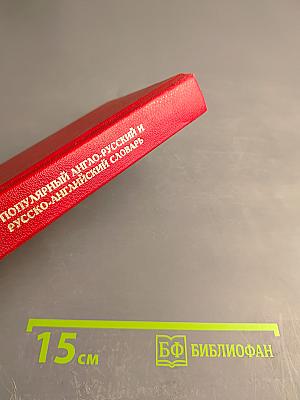 ПОПУЛЯРНЫЙ АНГЛО-РУССКИЙ И
РУССКО-АНГЛИЙСКИЙ СЛОВАРЬ
15 см
БФ БИБЛИОФАН